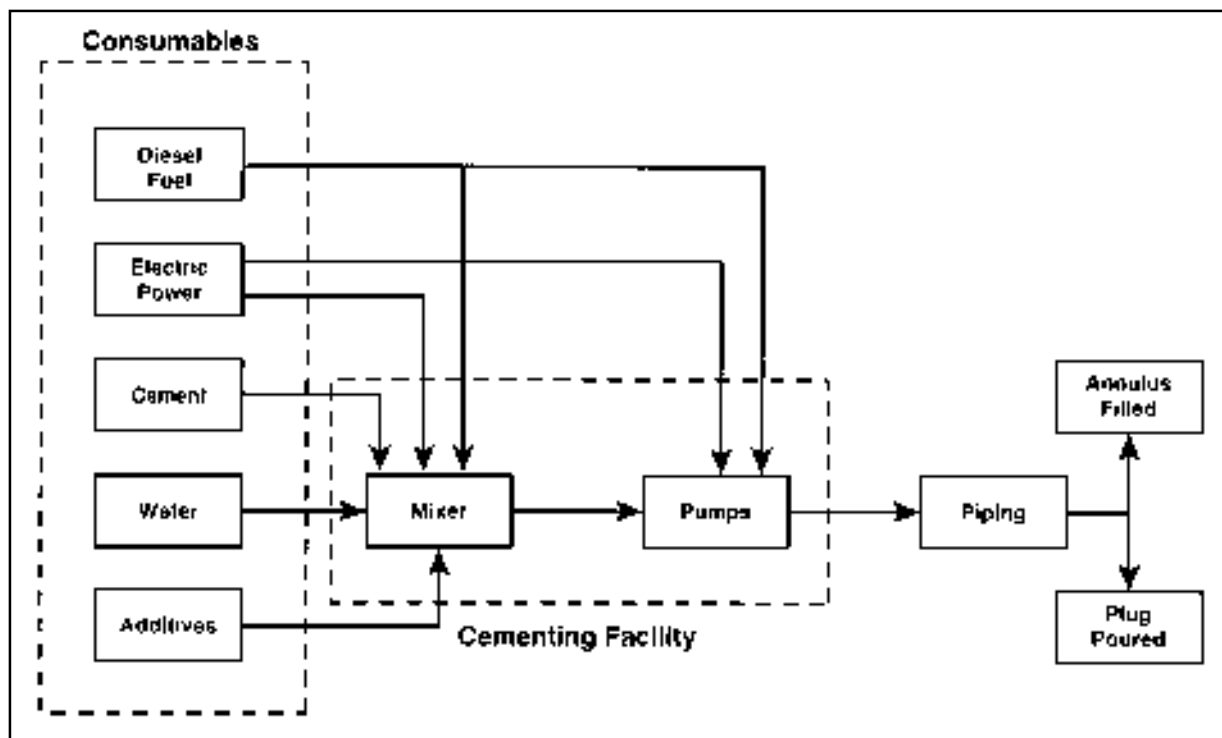 Consumables
Diesel
Fuel
Electric
Power
Cement
Water
Additives
Mixer
Pumps
Cementing Facility
Piping
Annulus
Filled
Plug
Poured